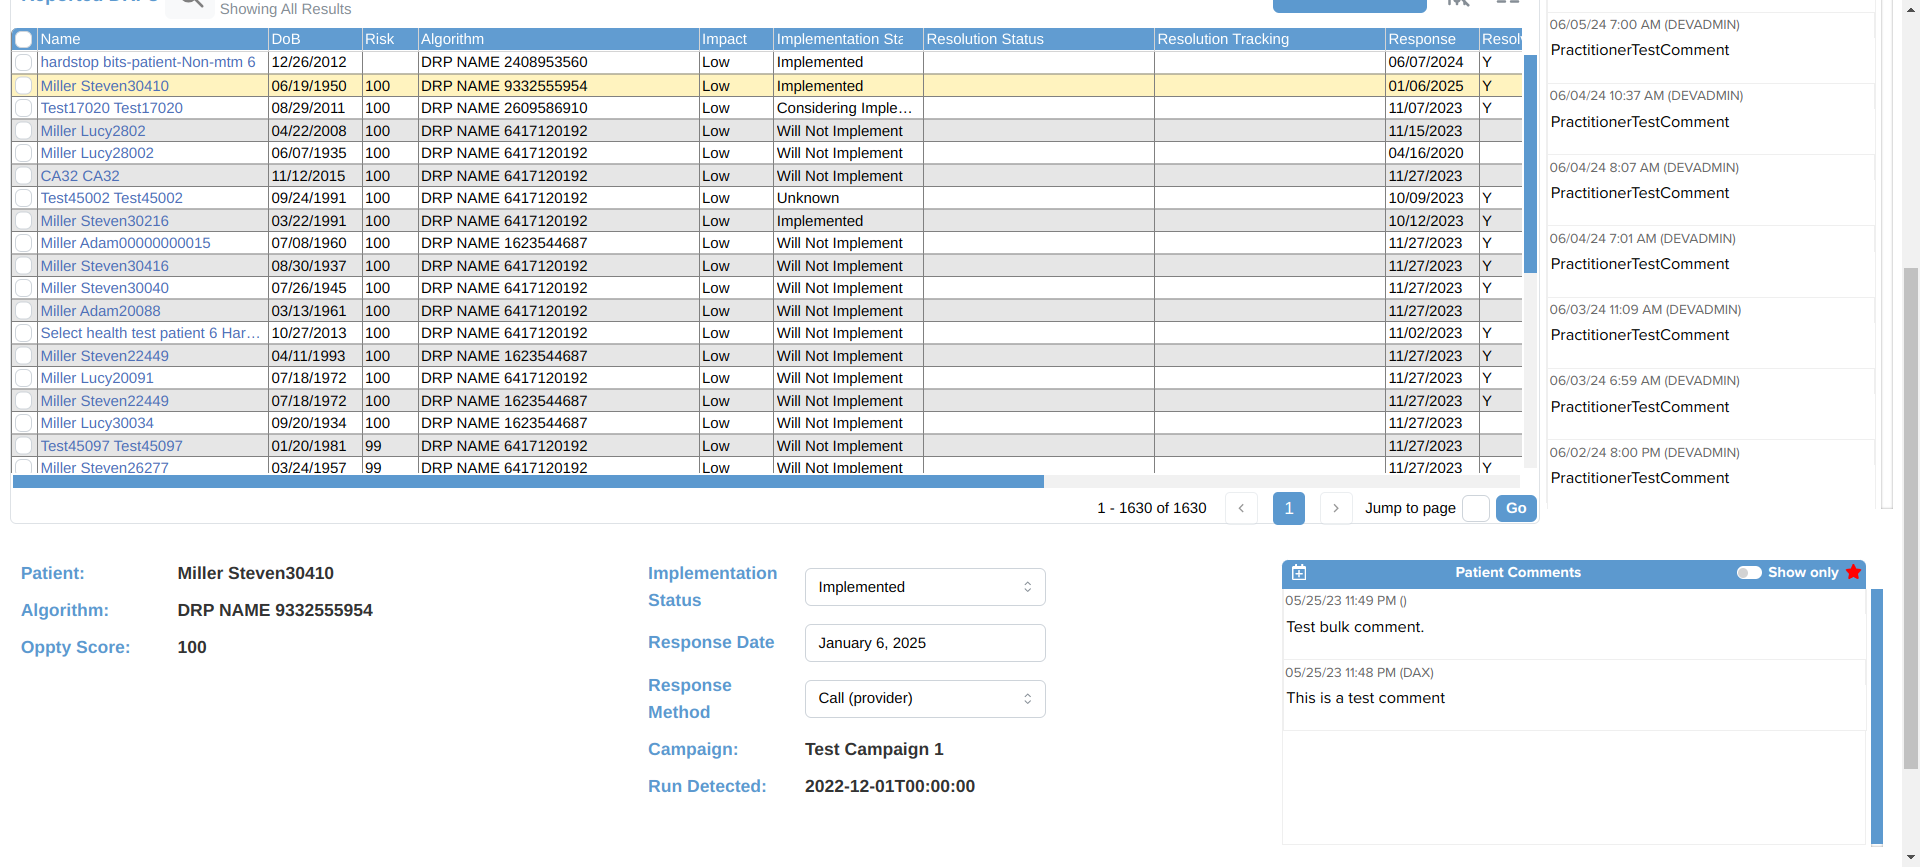 Showing All Results
Name DoB Risk Algorithm Impact Implementation Sta Resolution Status Resolution Tracking Response Resolv
hardstop bits-patient-Non-mtm 6 12/26/2012 DRP NAME 2408953560 Low Implemented 06/07/2024 Y
Miller Steven30410 06/19/1950 100 DRP NAME 9332555954 Low Implemented 01/06/2025 Y
Test17020 Test17020 08/29/2011 100 DRP NAME 2609586910 Low Considering Imple... 11/07/2023 Y
Miller Lucy2802 04/22/2008 100 DRP NAME 6417120192 Low Will Not Implement 11/15/2023
Miller Lucy28002 06/07/1935 100 DRP NAME 6417120192 Low Will Not Implement 04/16/2020
CA32 CA32 11/12/2015 100 DRP NAME 6417120192 Low Will Not Implement 11/27/2023
Test45002 Test45002 09/24/1991 100 DRP NAME 6417120192 Low Unknown 10/09/2023 Y
Miller Steven30216 03/22/1991 100 DRP NAME 6417120192 Low Implemented 10/12/2023 Y
Miller Adam00000000015 07/08/1960 100 DRP NAME 1623544687 Low Will Not Implement 11/27/2023 Y
Miller Steven30416 08/30/1937 100 DRP NAME 6417120192 Low Will Not Implement 11/27/2023 Y
Miller Steven30040 07/26/1945 100 DRP NAME 6417120192 Low Will Not Implement 11/27/2023 Y
Miller Adam20088 03/13/1961 100 DRP NAME 6417120192 Low Will Not Implement 11/27/2023
Select health test patient 6 Har... 10/27/2013 100 DRP NAME 6417120192 Low Will Not Implement 11/02/2023 Y
Miller Steven22449 04/11/1993 100 DRP NAME 1623544687 Low Will Not Implement 11/27/2023 Y
Miller Lucy20091 07/18/1972 100 DRP NAME 6417120192 Low Will Not Implement 11/27/2023 Y
Miller Steven22449 07/18/1972 100 DRP NAME 1623544687 Low Will Not Implement 11/27/2023 Y
Miller Lucy30034 09/20/1934 100 DRP NAME 1623544687 Low Will Not Implement 11/27/2023
Test45097 Test45097 01/20/1981 99 DRP NAME 6417120192 Low Will Not Implement 11/27/2023
Miller Steven26277 03/24/1957 99 DRP NAME 6417120192 Low Will Not Implement 11/27/2023 Y
1 - 1630 of 1630 1 Jump to page Go
06/05/24 7:00 AM (DEVADMIN)
PractitionerTestComment
06/04/24 10:37 AM (DEVADMIN)
PractitionerTestComment
06/04/24 8:07 AM (DEVADMIN)
PractitionerTestComment
06/04/24 7:01 AM (DEVADMIN)
PractitionerTestComment
06/03/24 11:09 AM (DEVADMIN)
PractitionerTestComment
06/03/24 6:59 AM (DEVADMIN)
PractitionerTestComment
06/02/24 8:00 PM (DEVADMIN)
PractitionerTestComment
Patient: Miller Steven30410
Algorithm: DRP NAME 9332555954
Oppty Score: 100
Implementation
Status
Implemented
Response Date January 6, 2025
Response
Method
Call (provider)
Campaign: Test Campaign 1
Run Detected: 2022-12-01T00:00:00
Patient Comments Show only
05/25/23 11:49 PM ()
Test bulk comment.
05/25/23 11:48 PM (DAX)
This is a test comment